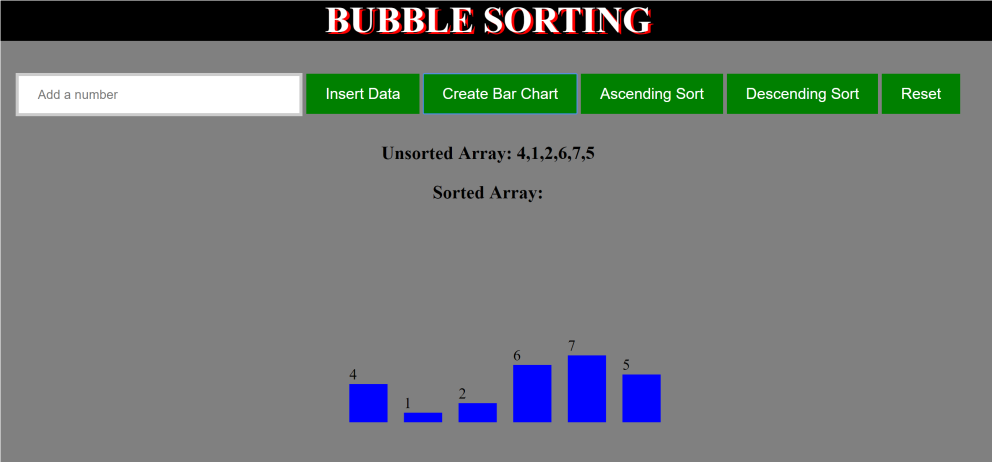 BUBBLE SORTING
Add a number
Insert Data
Create Bar Chart
Ascending Sort
Descending Sort
Reset
Unsorted Array: 4,1,2,6,7,5
Sorted Array:
4
1
2
6
7
5